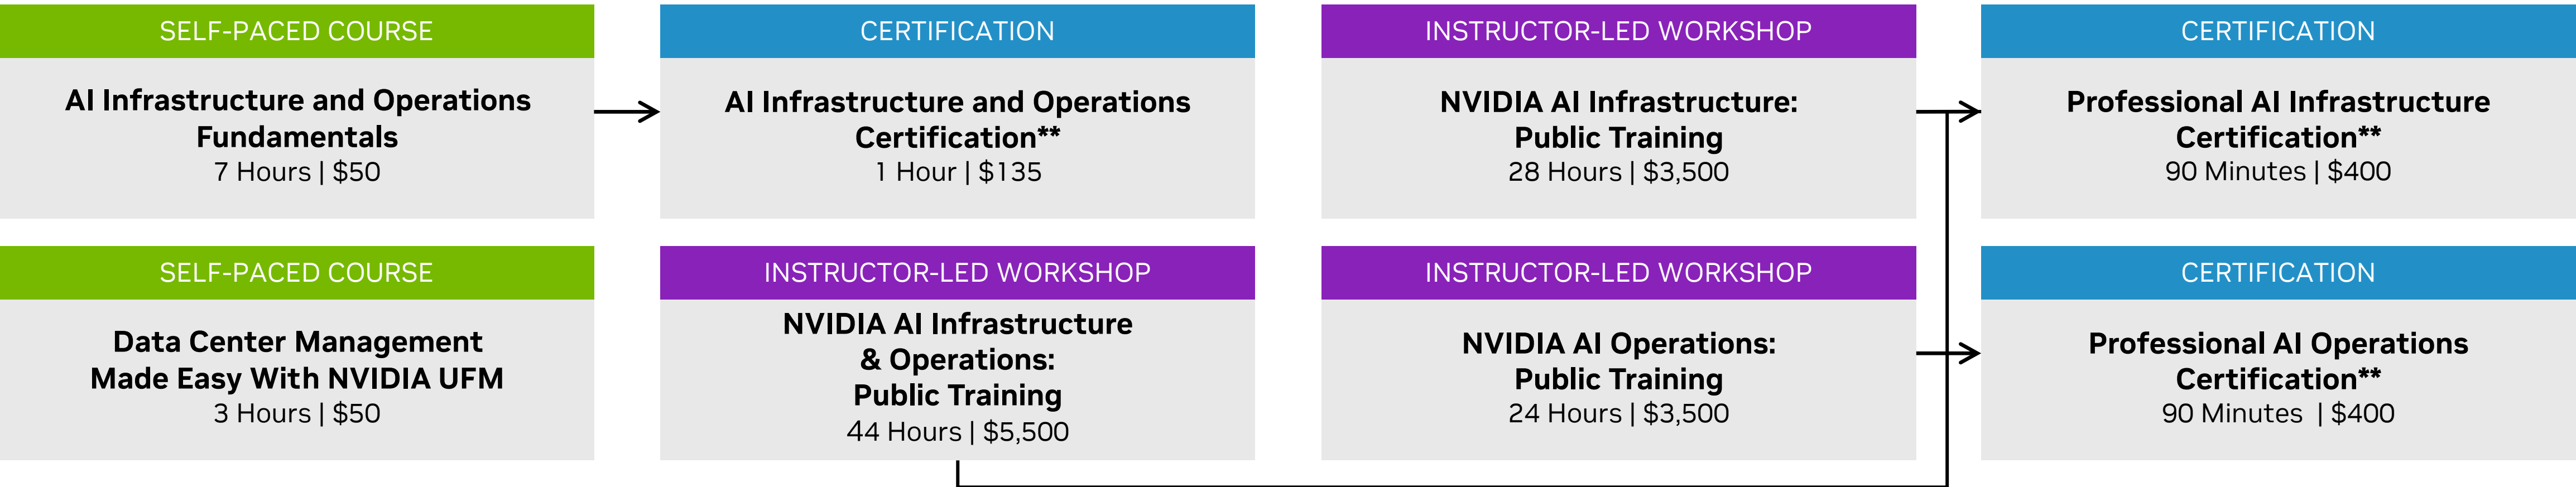 SELF-PACED COURSE
AI Infrastructure and Operations
Fundamentals
7 Hours | $50
CERTIFICATION
AI Infrastructure and Operations
Certification**
1 Hour | $135
INSTRUCTOR-LED WORKSHOP
NVIDIA AI Infrastructure:
Public Training
28 Hours | $3,500
CERTIFICATION
Professional AI Infrastructure
Certification**
90 Minutes | $400
SELF-PACED COURSE
Data Center Management
Made Easy With NVIDIA UFM
3 Hours | $50
INSTRUCTOR-LED WORKSHOP
NVIDIA AI Infrastructure
& Operations:
Public Training
44 Hours | $5,500
INSTRUCTOR-LED WORKSHOP
NVIDIA AI Operations:
Public Training
24 Hours | $3,500
CERTIFICATION
Professional AI Operations
Certification**
90 Minutes | $400